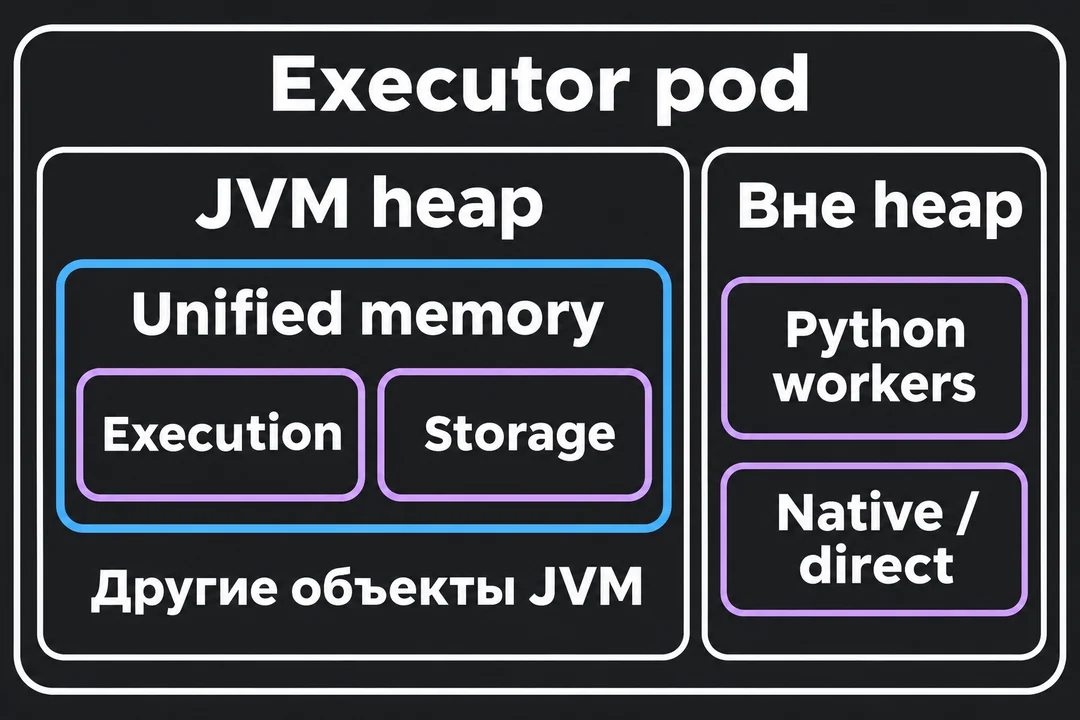 Executor pod
JVM heap
Unified memory
Execution
Storage
Другие объекты JVM
Вне heap
Python
workers
Native /
direct